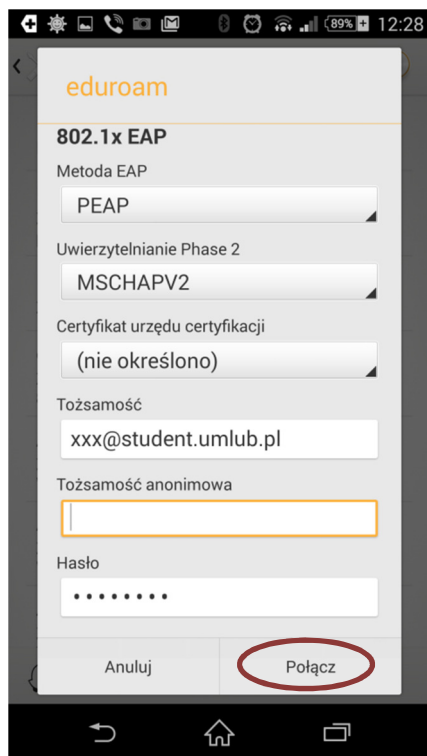 89% 12:28
eduroam
802.1x EAP
Metoda EAP
PEAP
Uwierzytelnianie Phase 2
MSCHAPV2
Certyfikat urzędu certyfikacji
(nie określono)
Tożsamość
xxx@student.umlub.pl
Tożsamość anonimowa
Hasło
••••••••
Anuluj Połącz